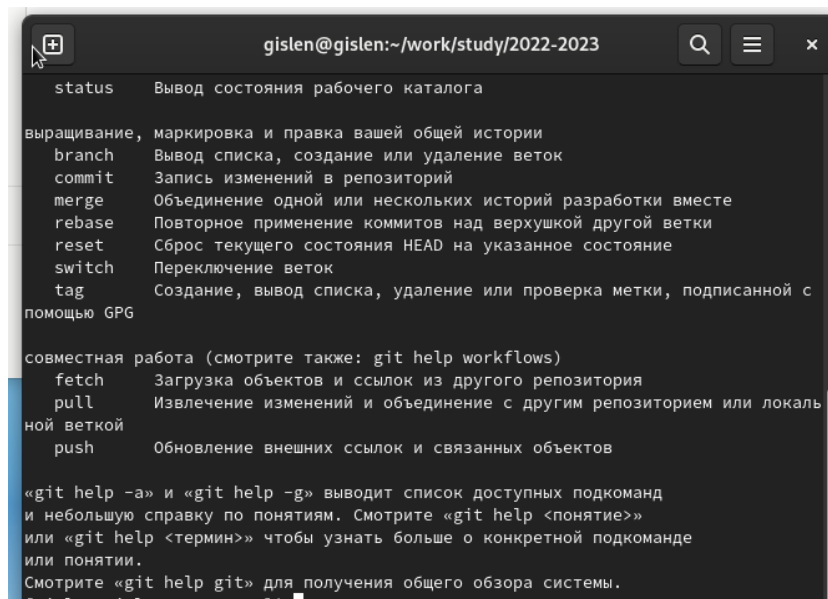 gislen@gislen:~/work/study/2022-2023
status Вывод состояния рабочего каталога
выращивание, маркировка и правка вашей общей истории
branch Вывод списка, создание или удаление веток
commit Запись изменений в репозиторий
merge Объединение одной или нескольких историй разработки вместе
rebase Повторное применение коммитов над верхушкой другой ветки
reset Сброс текущего состояния HEAD на указанное состояние
switch Переключение веток
tag Создание, вывод списка, удаление или проверка метки, подписанной с
помощью GPG
совместная работа (смотрите также: git help workflows)
fetch Загрузка объектов и ссылок из другого репозитория
pull Извлечение изменений и объединение с другим репозиторием или локаль
ной веткой
push Обновление внешних ссылок и связанных объектов
«git help -a» и «git help -g» выводит список доступных подкоманд
и небольшую справку по понятиям. Смотрите «git help <понятие>»
или «git help <термин>» чтобы узнать больше о конкретной подкоманде
или понятии.
Смотрите «git help git» для получения общего обзора системы.